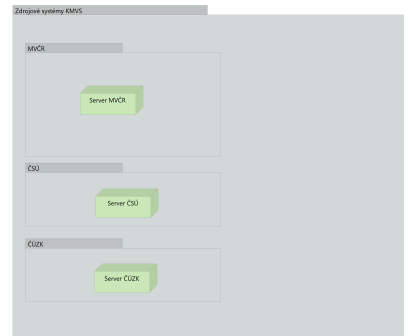 Zdrojové systémy KMVS
MVČR
Server MVČR
ČSÚ
Server ČSÚ
ČÚZK
Server ČÚZK